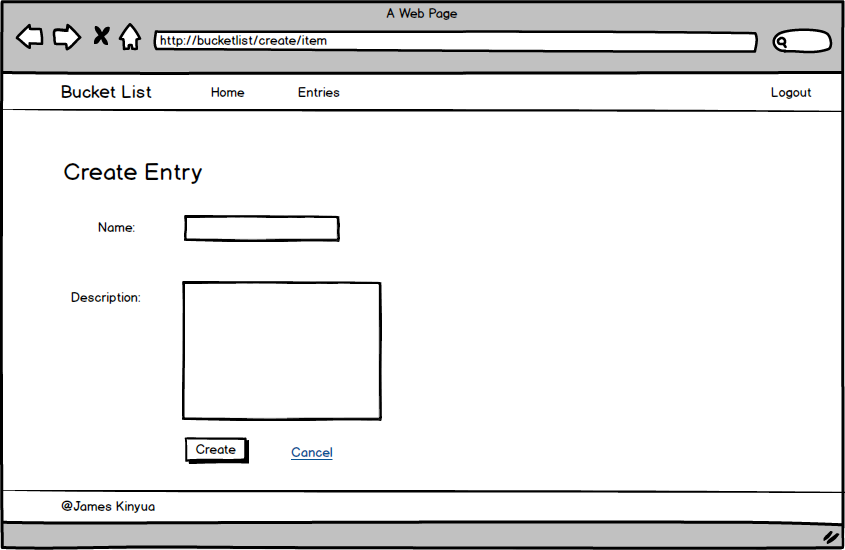 A Web Page
http://bucketlist/create/item
Bucket List Home Entries Logout
Create Entry
Name:
Description:
Create Cancel
@James Kinyua